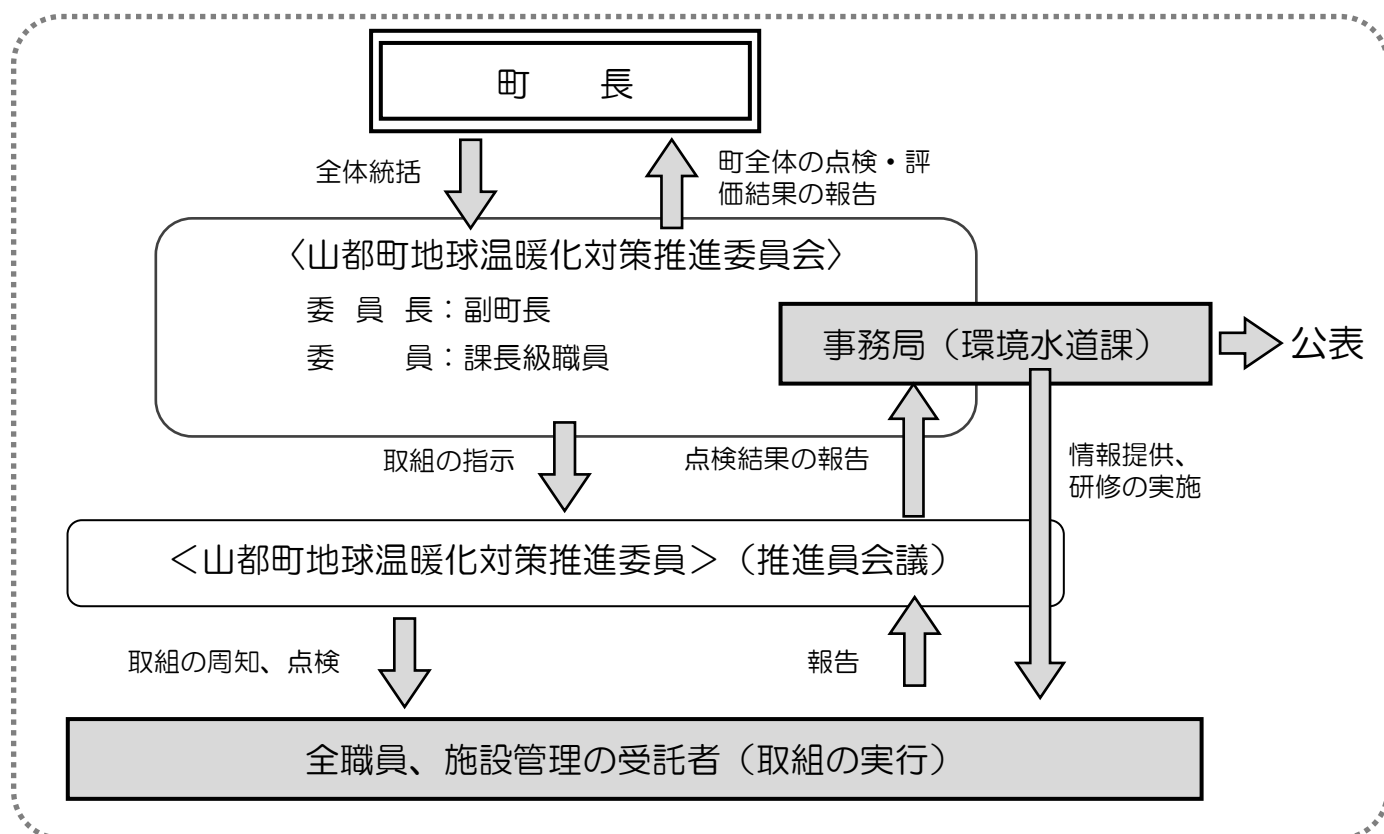 町　　長
全体統括
町全体の点検・評
価結果の報告
〈山都町地球温暖化対策推進委員会〉
委　員　長：副町長
委　　　員：課長級職員
事務局（環境水道課）
公表
取組の指示
点検結果の報告
情報提供、
研修の実施
＜山都町地球温暖化対策推進委員＞（推進員会議）
取組の周知、点検
報告
全職員、施設管理の受託者（取組の実行）